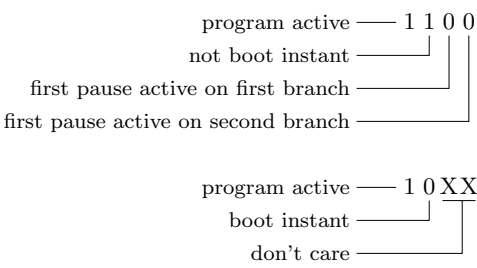 program active 1 1 0 0
not boot instant
first pause active on first branch
first pause active on second branch
program active 1 0 X X
boot instant
don't care